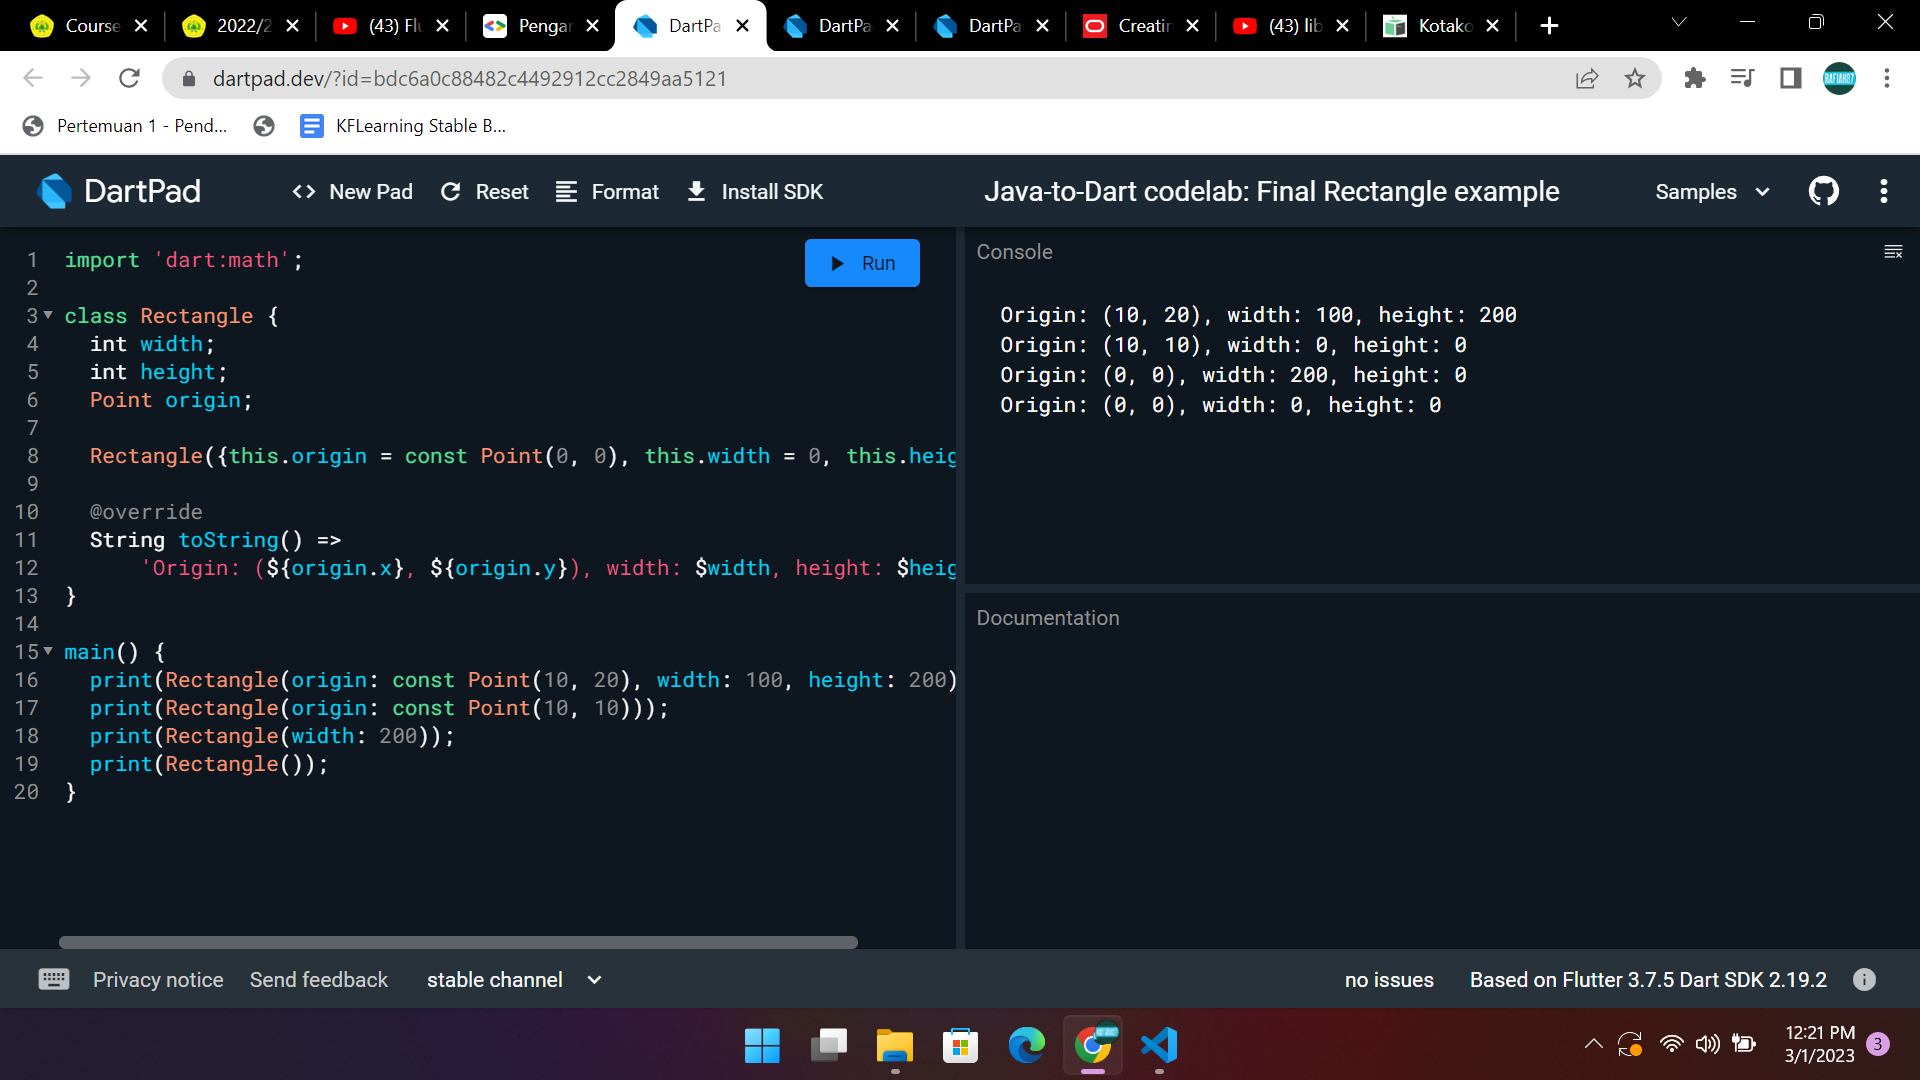 Course
2022/2
(43) Fl
Pengar
DartPa
DartPa
DartPa
Creatin
(43) lib
Kotako
dartpad.dev/?id=bdc6a0c88482c4492912cc2849aa5121
RAFIAH87
Pertemuan 1 - Pend...
KFLearning Stable B...
DartPad
<> New Pad
Reset
Format
Install SDK
Java-to-Dart codelab: Final Rectangle example
Samples
Run
1 import 'dart:math';
2
3 class Rectangle {
4   int width;
5   int height;
6   Point origin;
7
8   Rectangle({this.origin = const Point(0, 0), this.width = 0, this.heig
9
10   @override
11   String toString() =>
12       'Origin: (${origin.x}, ${origin.y}), width: $width, height: $heig
13 }
14
15 main() {
16   print(Rectangle(origin: const Point(10, 20), width: 100, height: 200)
17   print(Rectangle(origin: const Point(10, 10)));
18   print(Rectangle(width: 200));
19   print(Rectangle());
20 }
Console
Origin: (10, 20), width: 100, height: 200
Origin: (10, 10), width: 0, height: 0
Origin: (0, 0), width: 200, height: 0
Origin: (0, 0), width: 0, height: 0
Documentation
Privacy notice
Send feedback
stable channel
no issues
Based on Flutter 3.7.5 Dart SDK 2.19.2
12:21 PM
3/1/2023
3